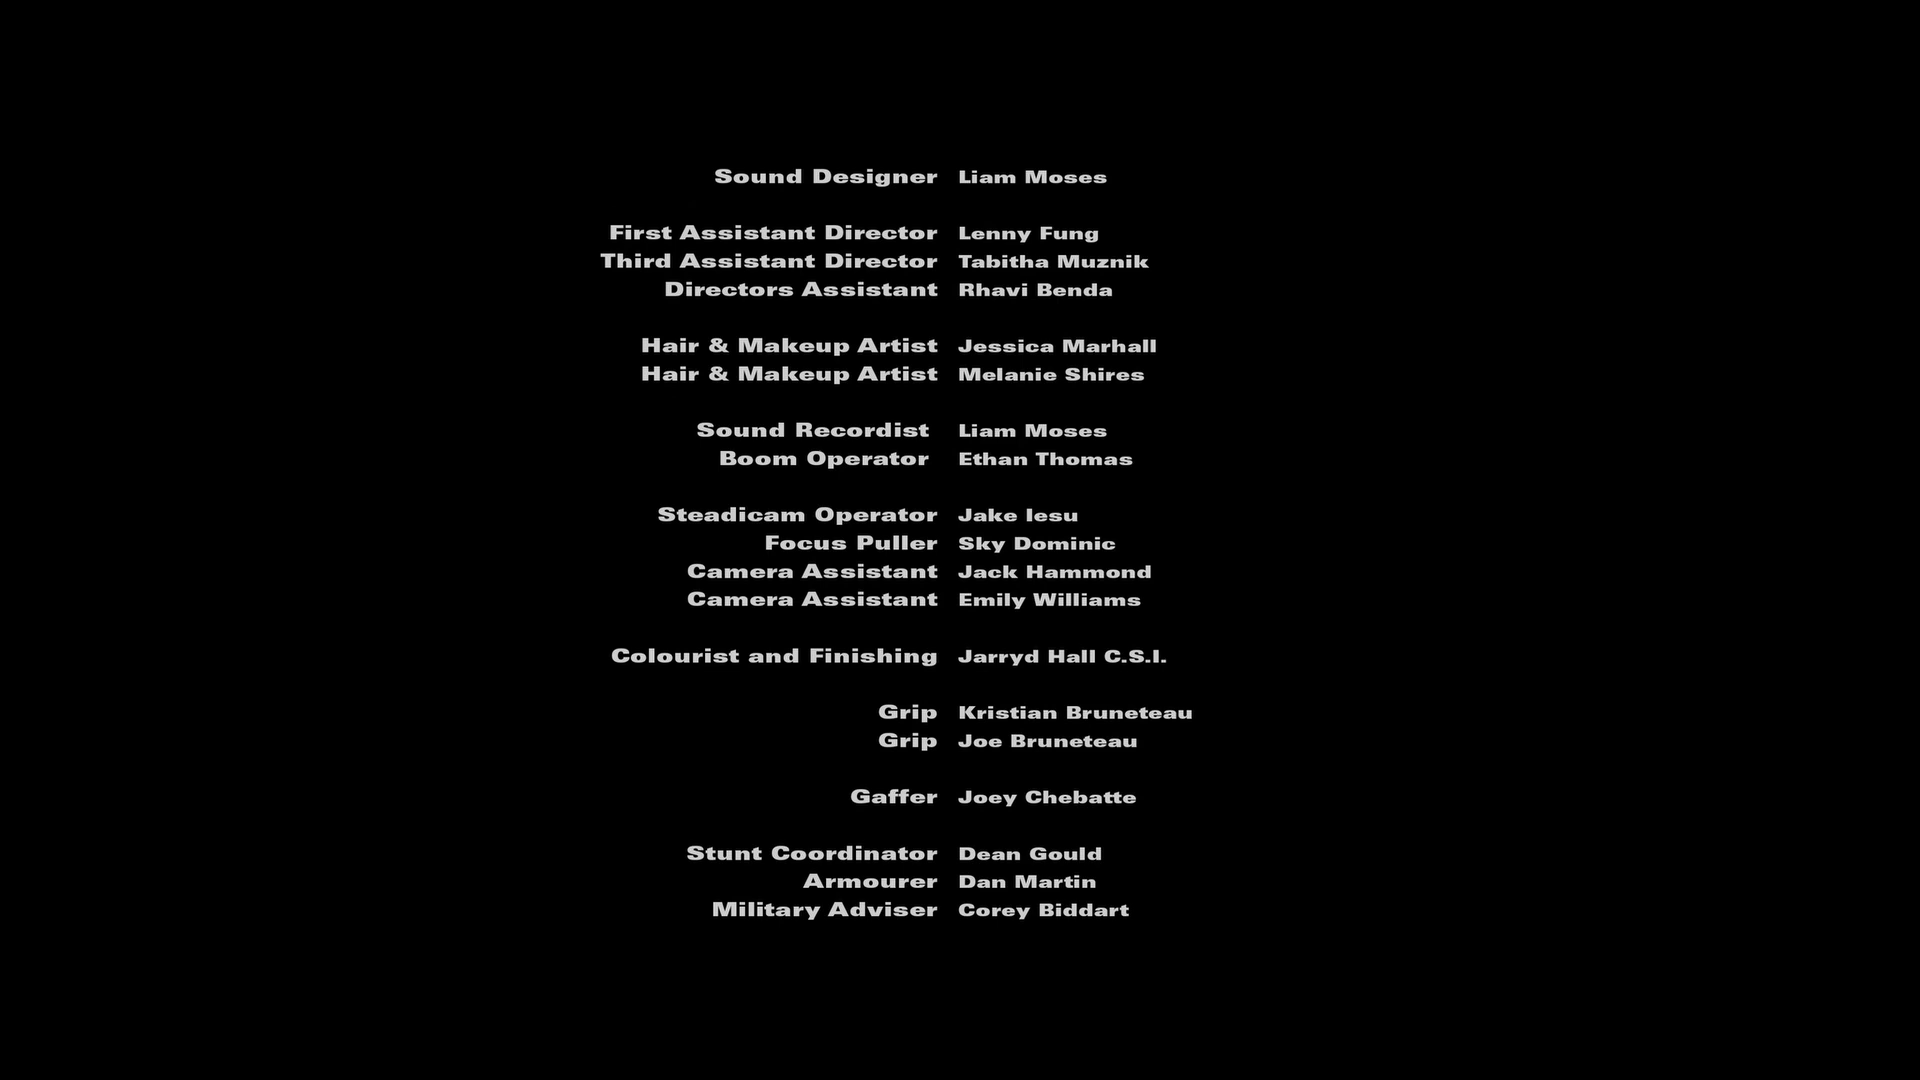 Sound Designer Liam Moses
First Assistant Director Lenny Fung
Third Assistant Director Tabitha Muznik
Directors Assistant Rhavi Benda
Hair & Makeup Artist Jessica Marhall
Hair & Makeup Artist Melanie Shires
Sound Recordist Liam Moses
Boom Operator Ethan Thomas
Steadicam Operator Jake Iesu
Focus Puller Sky Dominic
Camera Assistant Jack Hammond
Camera Assistant Emily Williams
Colourist and Finishing Jarryd Hall C.S.I.
Grip Kristian Bruneteau
Grip Joe Bruneteau
Gaffer Joey Chebatte
Stunt Coordinator Dean Gould
Armourer Dan Martin
Military Adviser Corey Biddart